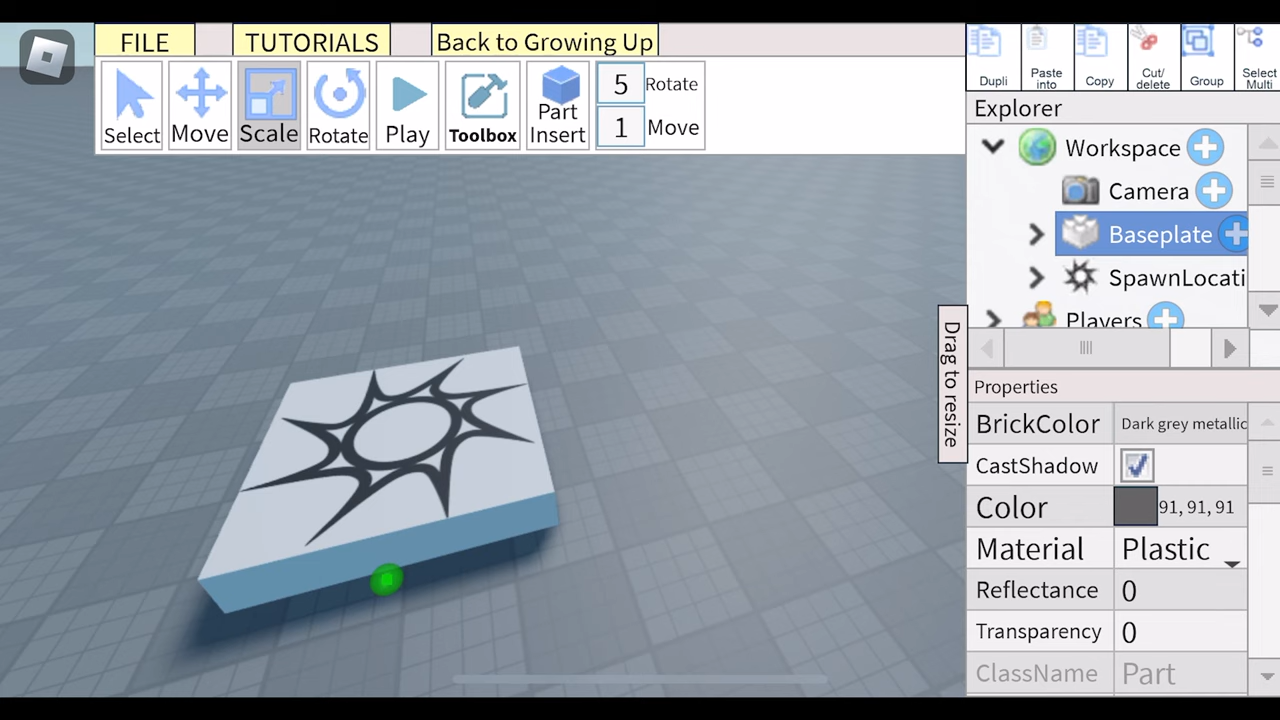 FILE
TUTORIALS
Back to Growing Up
Select
Move
Scale
Rotate
Play
Toolbox
Part
Insert
5 Rotate
1 Move
Dupli
Paste
into
Copy
Cut/
delete
Group
Select
Multi
Explorer
Workspace
Camera
Baseplate
SpawnLocati
Players
Drag to resize
Properties
BrickColor Dark grey metallic
CastShadow
Color 91, 91, 91
Material Plastic
Reflectance 0
Transparency 0
ClassName Part